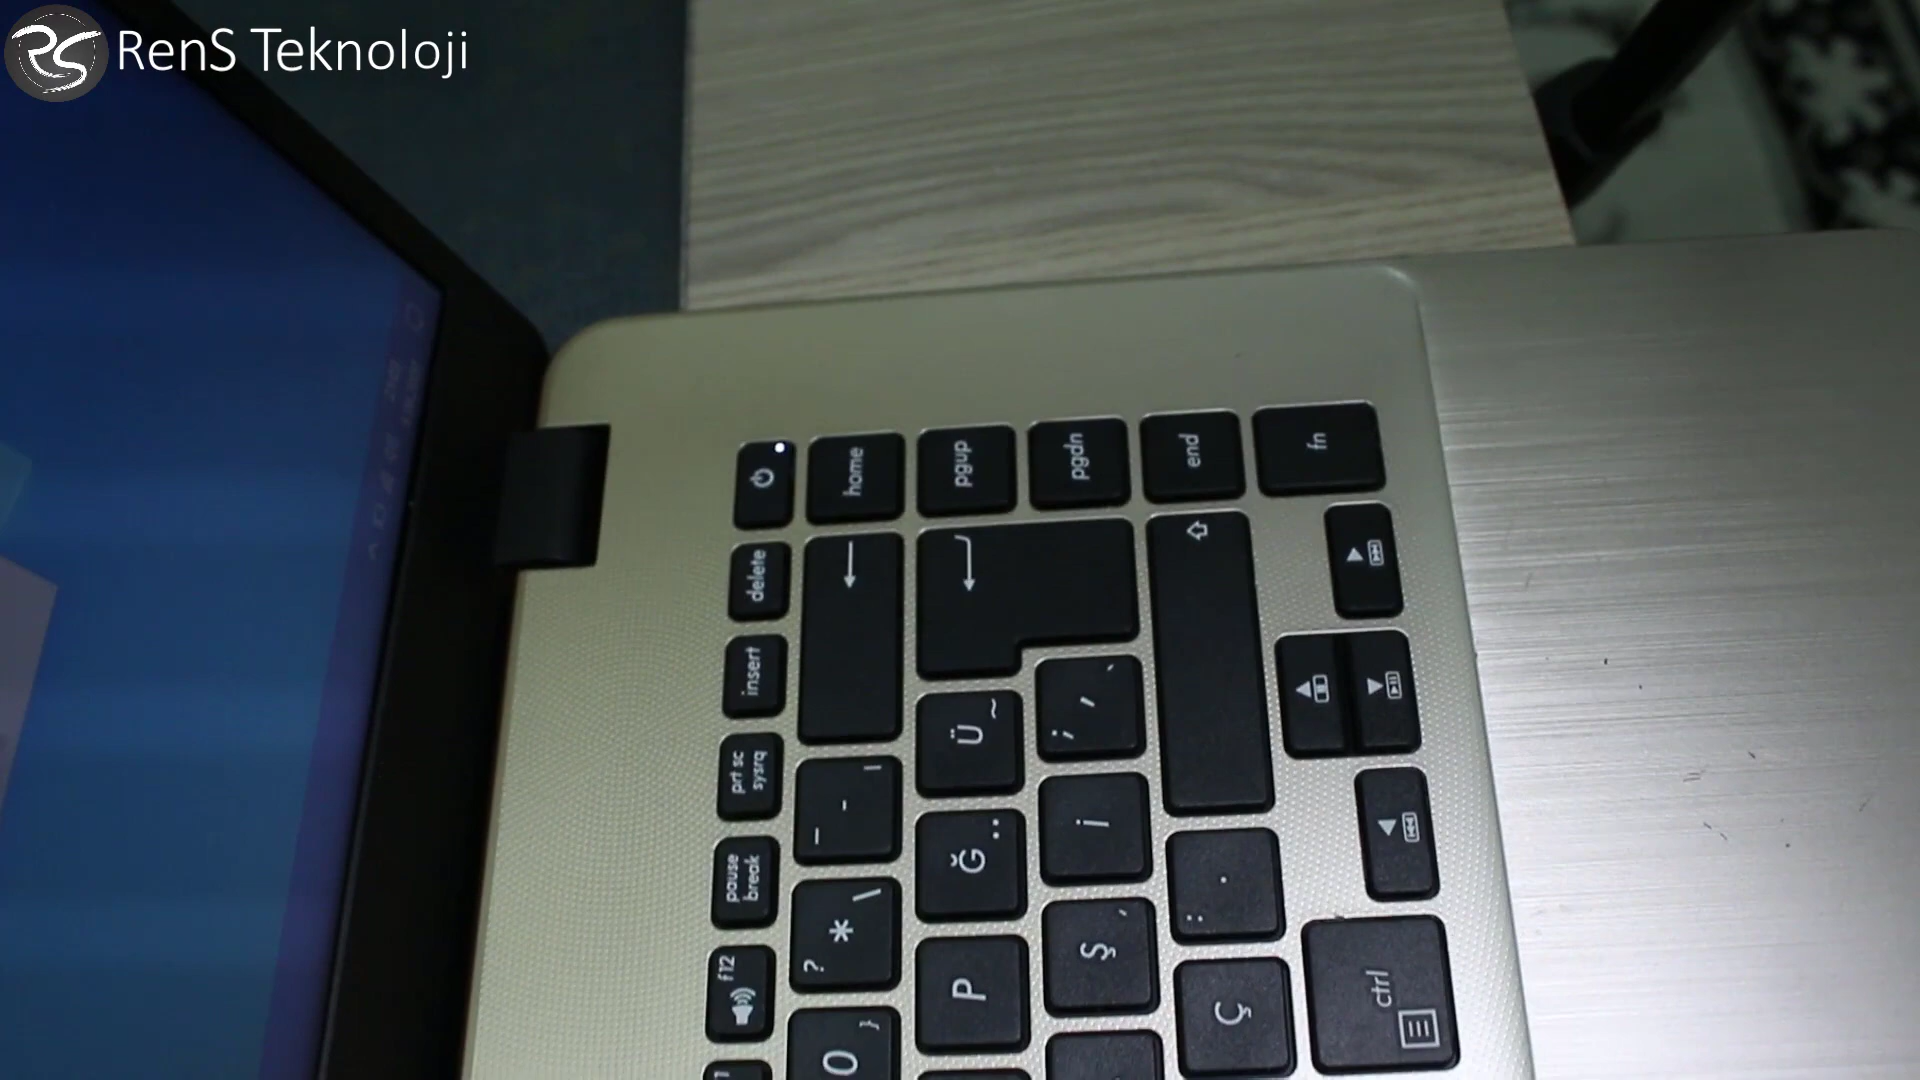 RenS Teknoloji
home
pgup
pgdn
end
fn
delete
insert
prt sc
sysrq
pause
break
f12
_ - |
? * \
O }
Ü ~
Ğ ¨
P
; , `
i
Ş ´
: .
Ç
ctrl